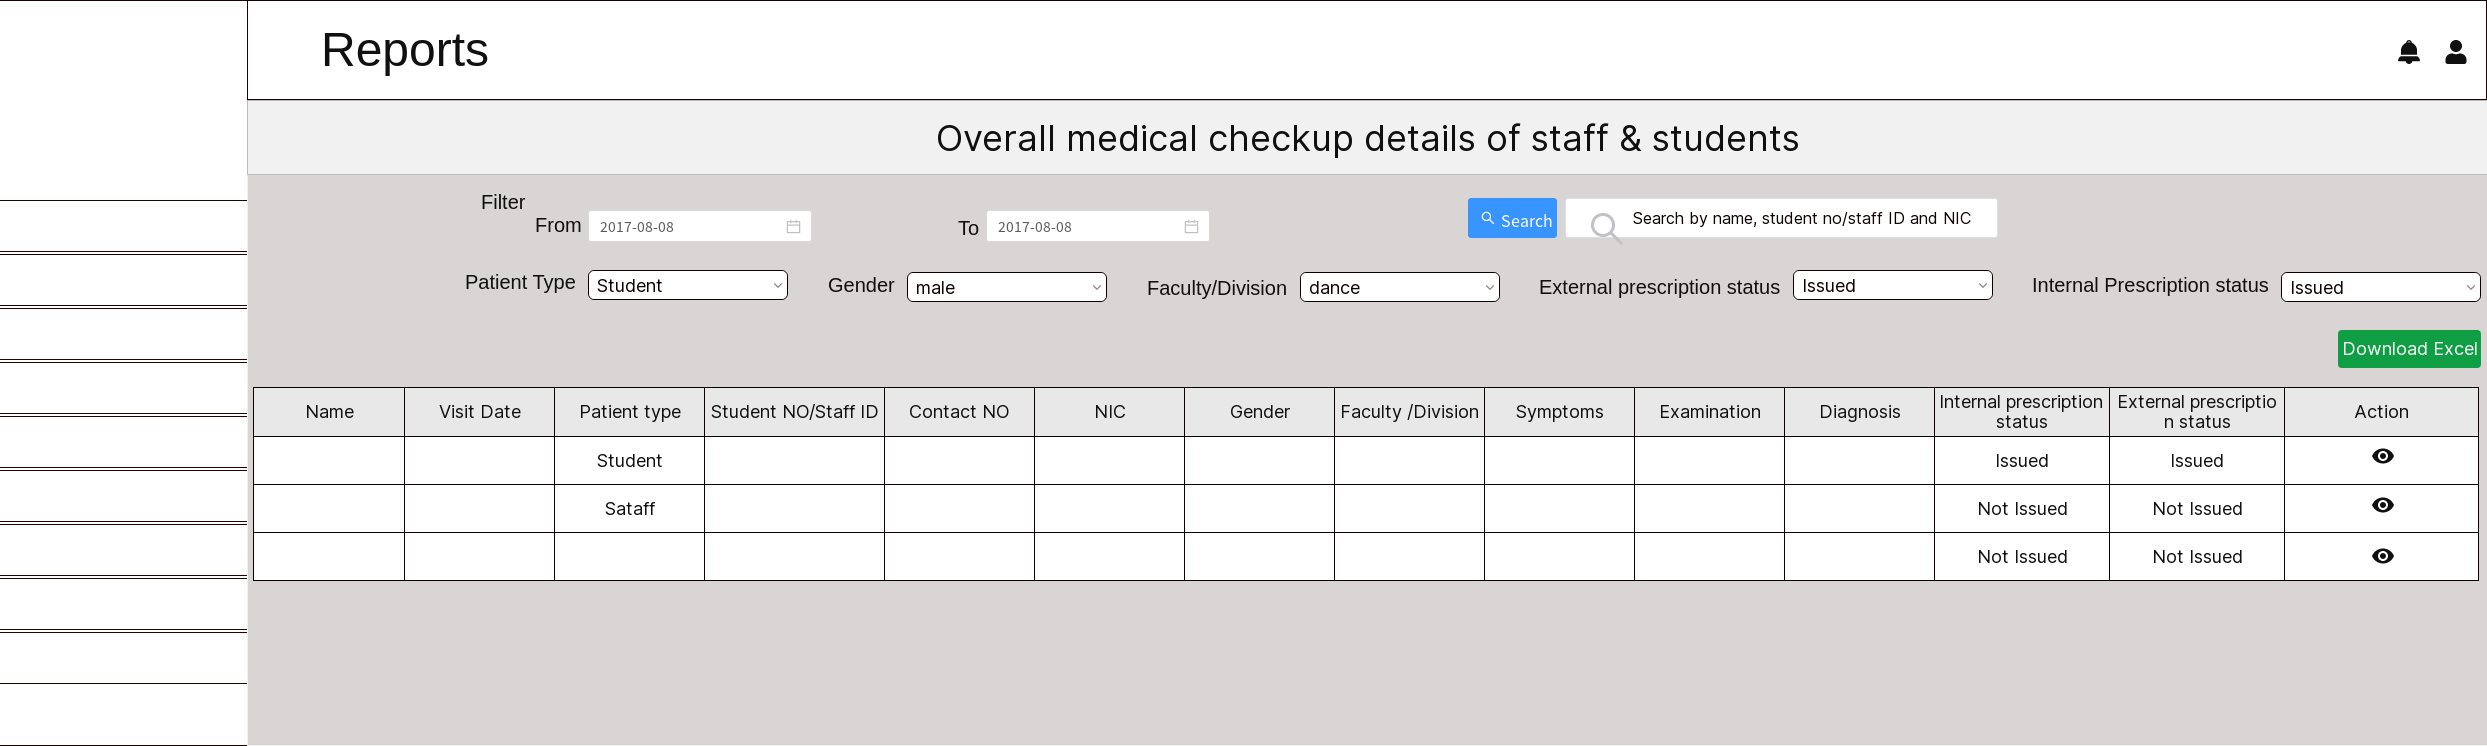 Reports
Overall medical checkup details of staff & students
Filter
From 2017-08-08 To 2017-08-08 Search Search by name, student no/staff ID and NIC
Patient Type Student Gender male Faculty/Division dance External prescription status Issued Internal Prescription status Issued
Download Excel
Name Visit Date Patient type Student NO/Staff ID Contact NO NIC Gender Faculty /Division Symptoms Examination Diagnosis Internal prescription External prescriptio Action
status n status
Student Issued Issued
Sataff Not Issued Not Issued
Not Issued Not Issued